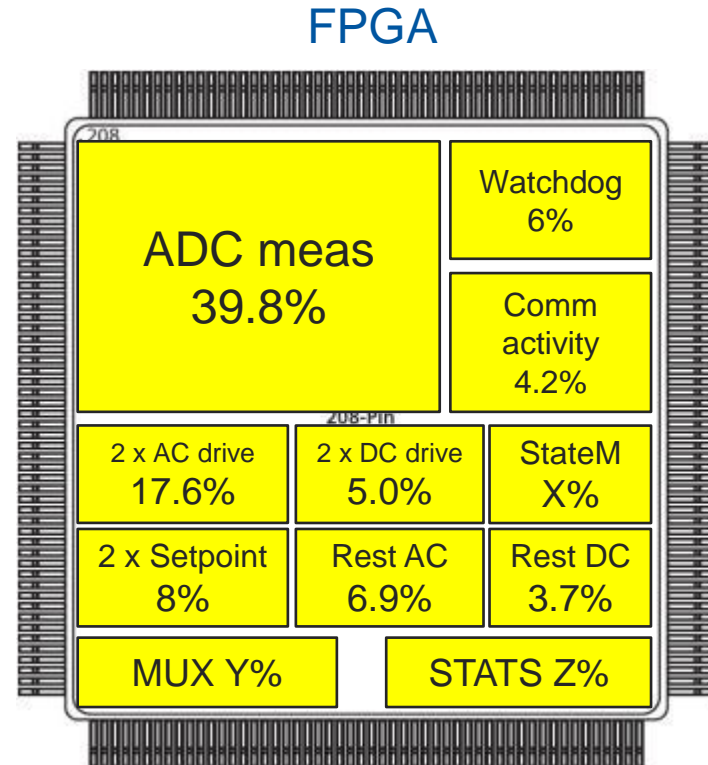 FPGA
208
ADC meas
39.8%
Watchdog
6%
Comm
activity
4.2%
208-Pin
2 x AC drive
17.6%
2 x DC drive
5.0%
StateM
X%
2 x Setpoint
8%
Rest AC
6.9%
Rest DC
3.7%
MUX Y%
STATS Z%